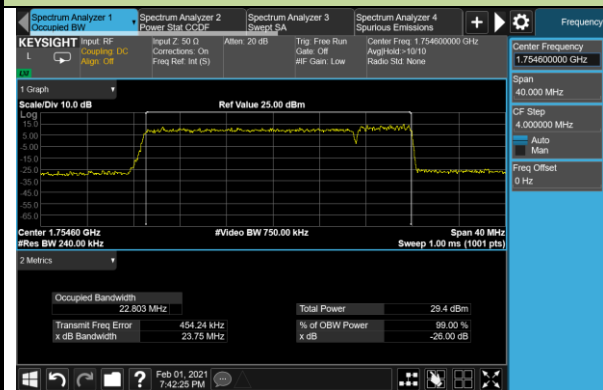 Spectrum Analyzer 1
Occupied BW
Spectrum Analyzer 2
Power Stat CCDF
Spectrum Analyzer 3
Swept SA
Spectrum Analyzer 4
Spurious Emissions
Frequency
KEYSIGHT
L
Input: RF
Coupling: DC
Align: Off
Input Z: 50 Ω
Corrections: On
Freq Ref: Int (S)
Atten: 20 dB
Trig: Free Run
Gate: Off
#IF Gain: Low
Center Freq: 1.754600000 GHz
Avg|Hold:>10/10
Radio Std: None
Center Frequency
1.754600000 GHz
Span
40.000 MHz
CF Step
4.000000 MHz
Auto
Man
Freq Offset
0 Hz
1 Graph
Scale/Div 10.0 dB
Ref Value 25.00 dBm
Log
15.0
5.00
-5.00
-15.0
-25.0
-35.0
-45.0
-55.0
-65.0
Center 1.75460 GHz
#Video BW 750.00 kHz
Span 40 MHz
#Res BW 240.00 kHz
Sweep 1.00 ms (1001 pts)
2 Metrics
Occupied Bandwidth
22.803 MHz
Total Power
29.4 dBm
Transmit Freq Error
454.24 kHz
% of OBW Power
99.00 %
x dB Bandwidth
23.75 MHz
x dB
-26.00 dB
?
Feb 01, 2021
7:42:25 PM